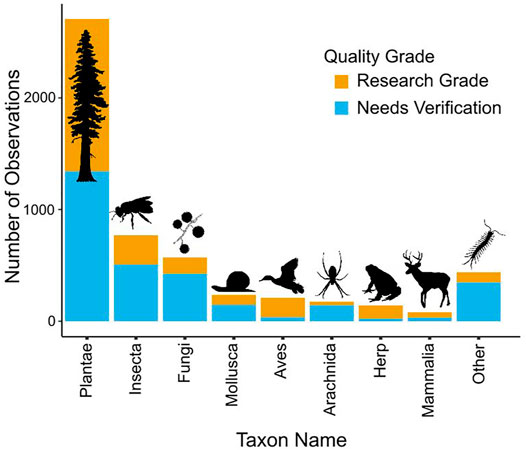 Quality Grade
Research Grade
Needs Verification
Number of Observations
2000
1000
0
Plantae
Insecta
Fungi
Mollusca
Aves
Arachnida
Herp
Mammalia
Other
Taxon Name